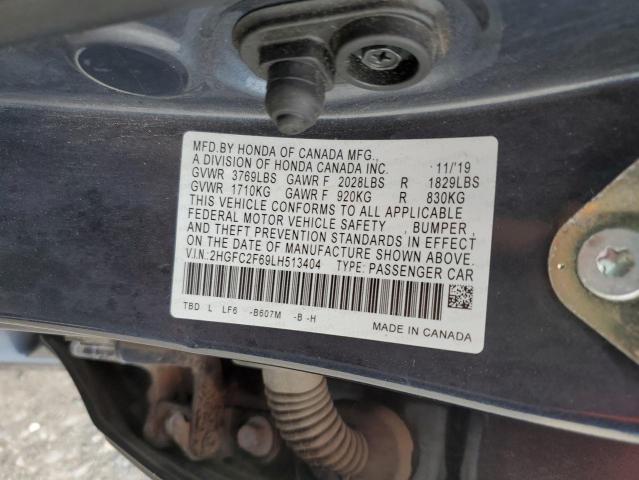 MFD.BY HONDA OF CANADA MFG.,
A DIVISION OF HONDA CANADA INC. 11/'19
GVWR 3769LBS GAWR F 2028LBS R 1829LBS
GVWR 1710KG GAWR F 920KG R 830KG
THIS VEHICLE CONFORMS TO ALL APPLICABLE
FEDERAL MOTOR VEHICLE SAFETY , BUMPER ,
AND THEFT PREVENTION STANDARDS IN EFFECT
ON THE DATE OF MANUFACTURE SHOWN ABOVE.
V.I.N.:2HGFC2F69LH513404 TYPE: PASSENGER CAR
TBD L LF6 -B607M -B -H
MADE IN CANADA